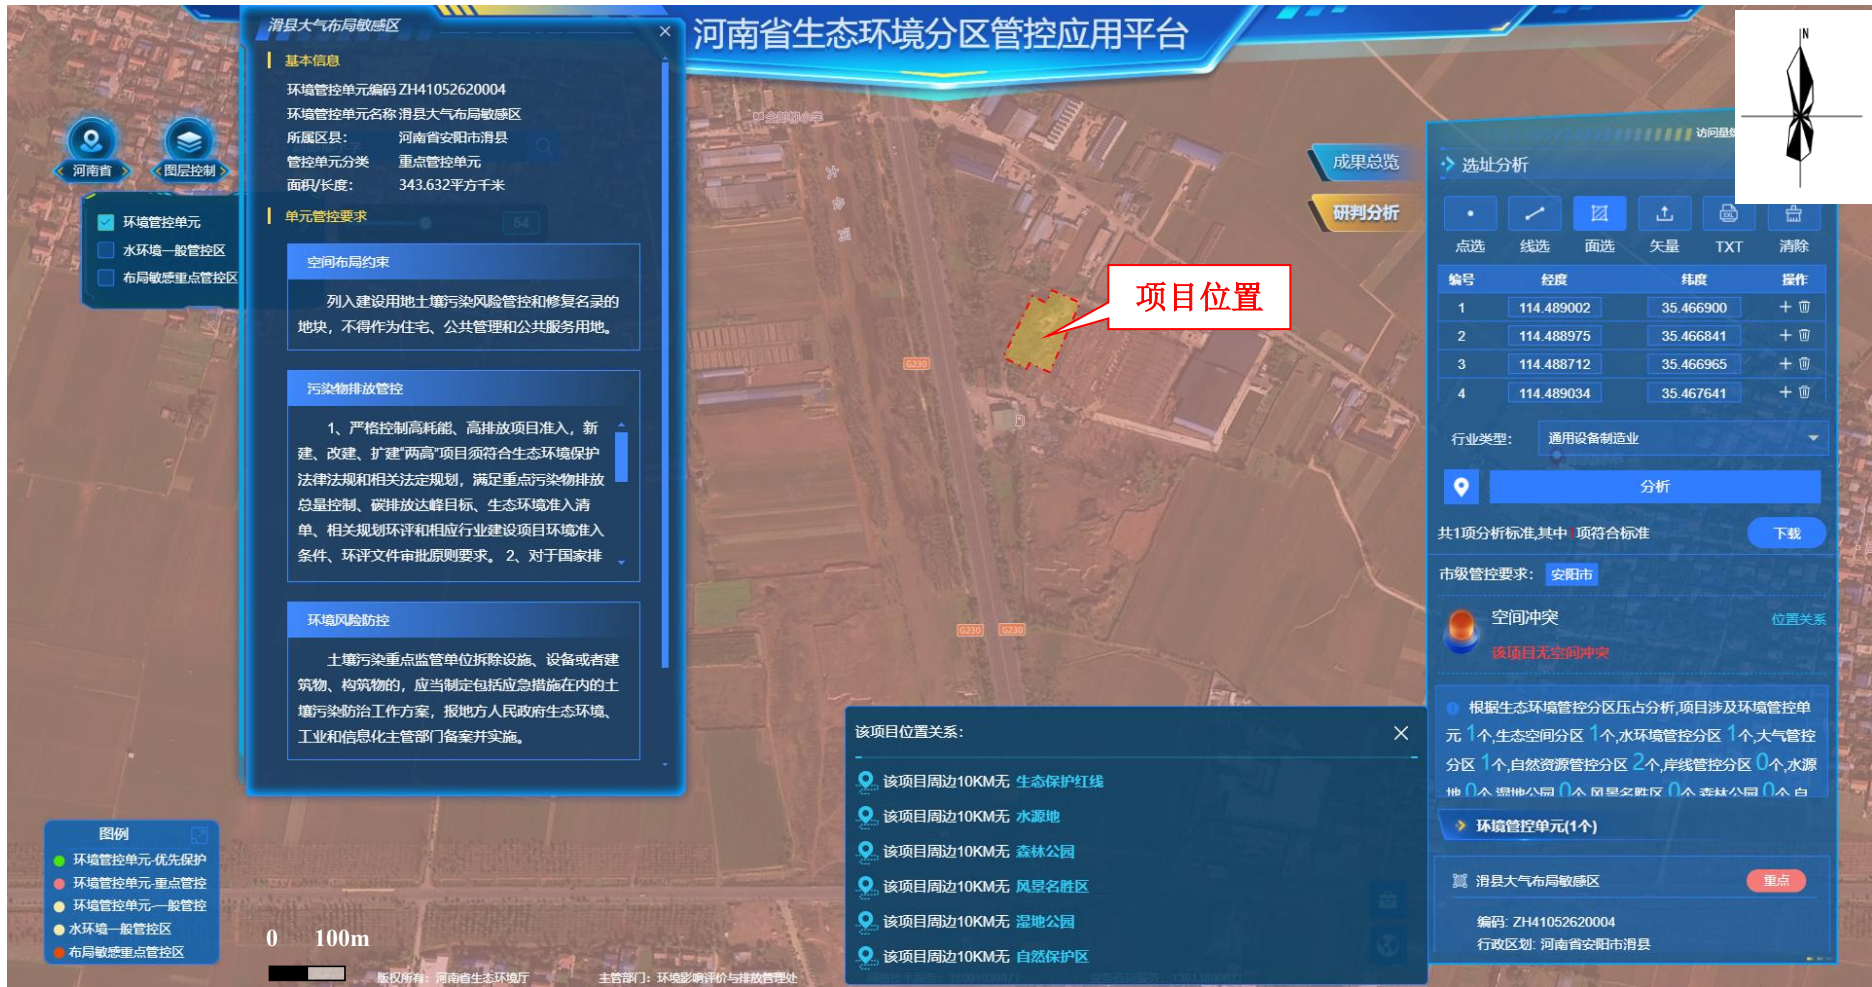 河南省生态环境分区管控应用平台
滑县大气布局敏感区
基本信息
环境管控单元编码 ZH41052620004
环境管控单元名称 滑县大气布局敏感区
所属区县： 河南省安阳市滑县
管控单元分类 重点管控单元
面积/长度： 343.632平方千米
单元管控要求
54
空间布局约束
列入建设用地土壤污染风险管控和修复名录的
地块，不得作为住宅、公共管理和公共服务用地。
污染物排放管控
1、严格控制高耗能、高排放项目准入，新
建、改建、扩建“两高”项目须符合生态环境保护
法律法规和相关法定规划，满足重点污染物排放
总量控制、碳排放达峰目标、生态环境准入清
单、相关规划环评和相应行业建设项目环境准入
条件、环评文件审批原则要求。 2、对于国家排
环境风险防控
土壤污染重点监管单位拆除设施、设备或者建
筑物、构筑物的，应当制定包括应急措施在内的土
壤污染防治工作方案，报地方人民政府生态环境、
工业和信息化主管部门备案并实施。
河南省
图层控制
环境管控单元
水环境一般管控区
布局敏感重点管控区
图例
环境管控单元-优先保护
环境管控单元-重点管控
环境管控单元-一般管控
水环境一般管控区
布局敏感重点管控区
0 100m
版权所有：河南省生态环境厅
主管部门：环境影响评价与排放管理处
项目位置
G230
G230
G230
该项目位置关系：
该项目周边10KM无 生态保护红线
该项目周边10KM无 水源地
该项目周边10KM无 森林公园
该项目周边10KM无 风景名胜区
该项目周边10KM无 湿地公园
该项目周边10KM无 自然保护区
成果总览
研判分析
N
访问量
选址分析
点选 线选 面选 矢量 TXT 清除
编号 经度 纬度 操作
1 114.489002 35.466900
2 114.488975 35.466841
3 114.488712 35.466965
4 114.489034 35.467641
行业类型： 通用设备制造业
分析
共1项分析标准,其中1项符合标准
下载
市级管控要求： 安阳市
空间冲突
位置关系
该项目无空间冲突
根据生态环境管控分区压占分析,项目涉及环境管控单
元 1个,生态空间分区 1个,水环境管控分区 1个,大气管控
分区 1个,自然资源管控分区 2个,岸线管控分区 0个,水源
地 0个,湿地公园 0个,风景名胜区 0个,森林公园 0个,自
环境管控单元(1个)
滑县大气布局敏感区
重点
编码: ZH41052620004
行政区划: 河南省安阳市滑县